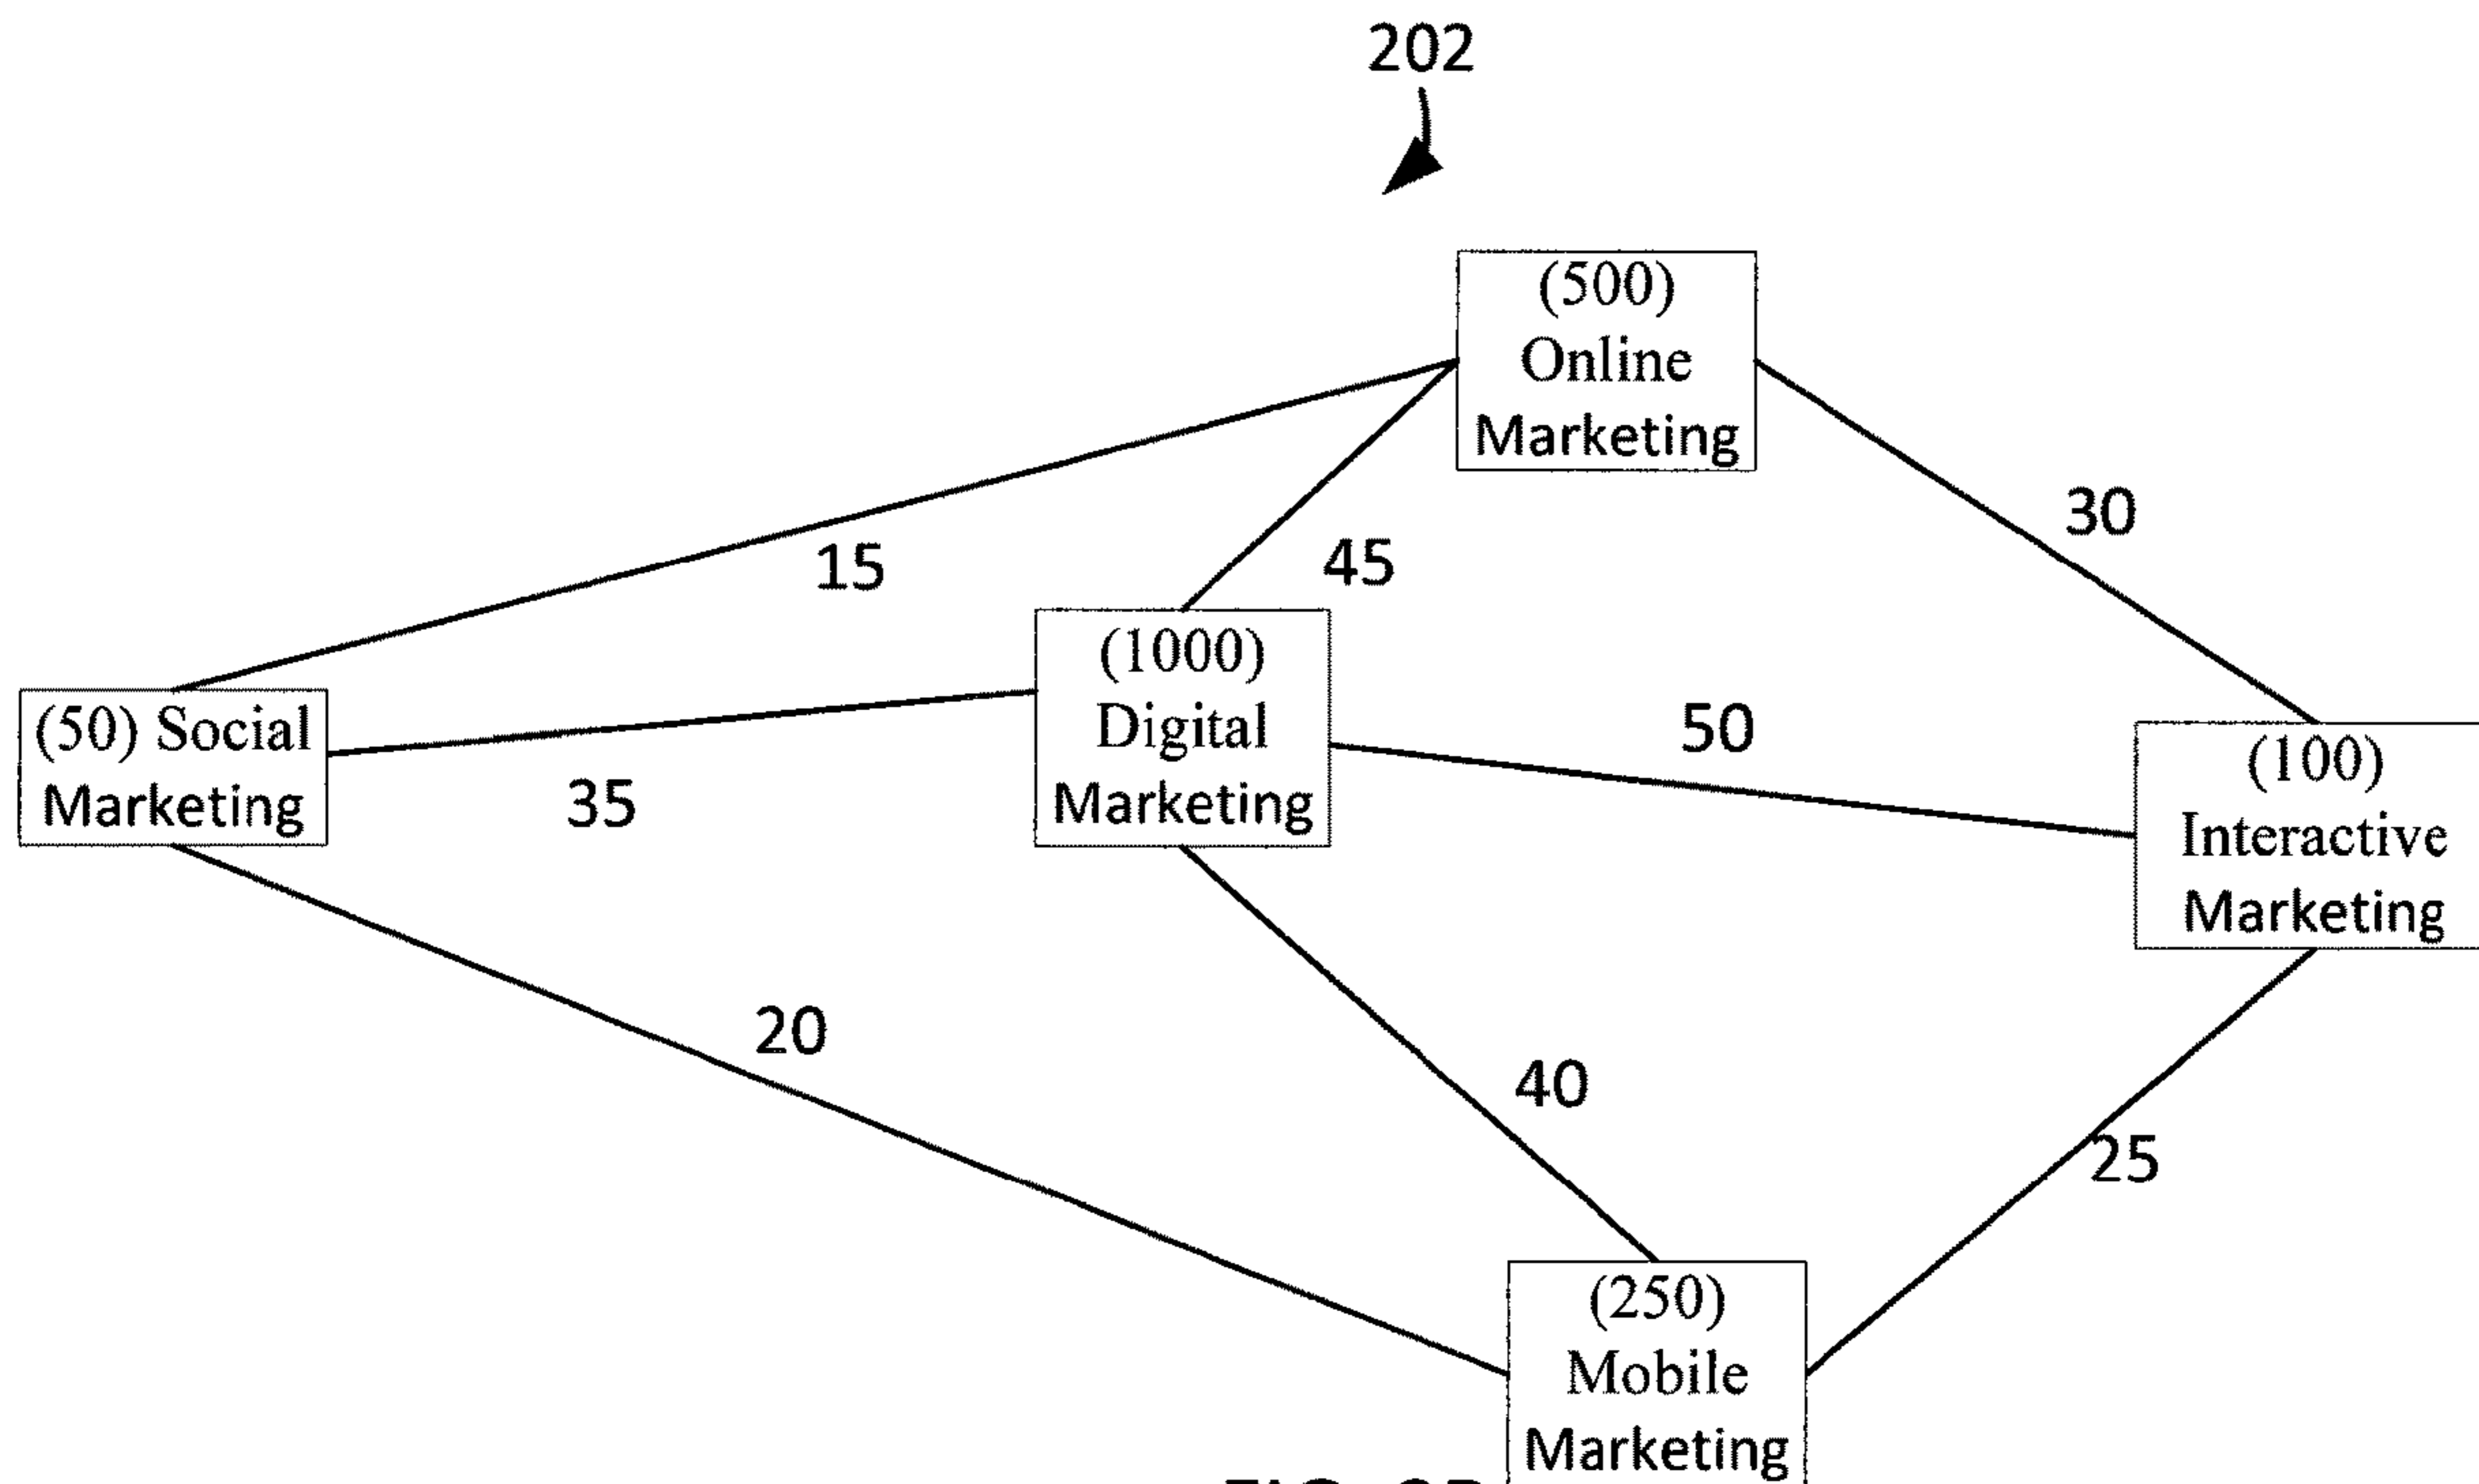 202
(500)
Online
Marketing
15
45
30
(1000)
Digital
Marketing
(50) Social
Marketing
35
50
(100)
Interactive
Marketing
20
40
25
(250)
Mobile
Marketing